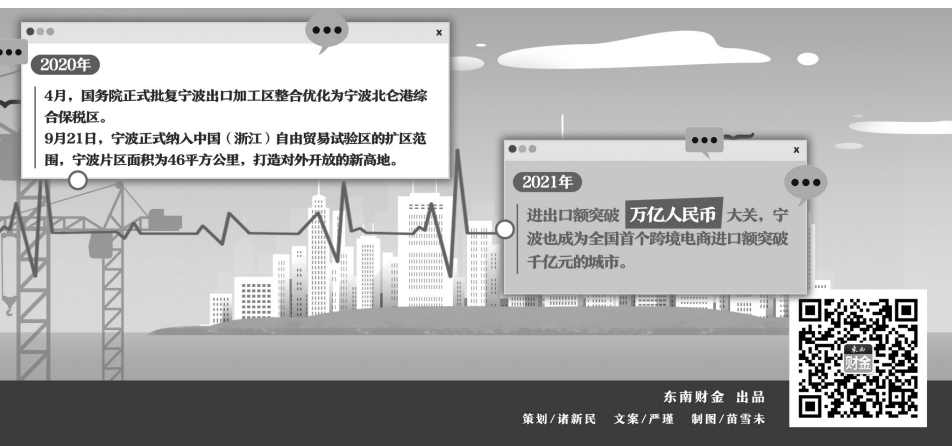 2020年
4月，国务院正式批复宁波出口加工区整合优化为宁波北仑港综
合保税区。
9月21日，宁波正式纳入中国（浙江）自由贸易试验区的扩区范
围，宁波片区面积为46平方公里，打造对外开放的新高地。
2021年
进出口额突破 万亿人民币 大关，宁
波也成为全国首个跨境电商进口额突破
千亿元的城市。
东南
财金
东南财金 出品
策划/诸新民 文案/严瑾 制图/苗雪未